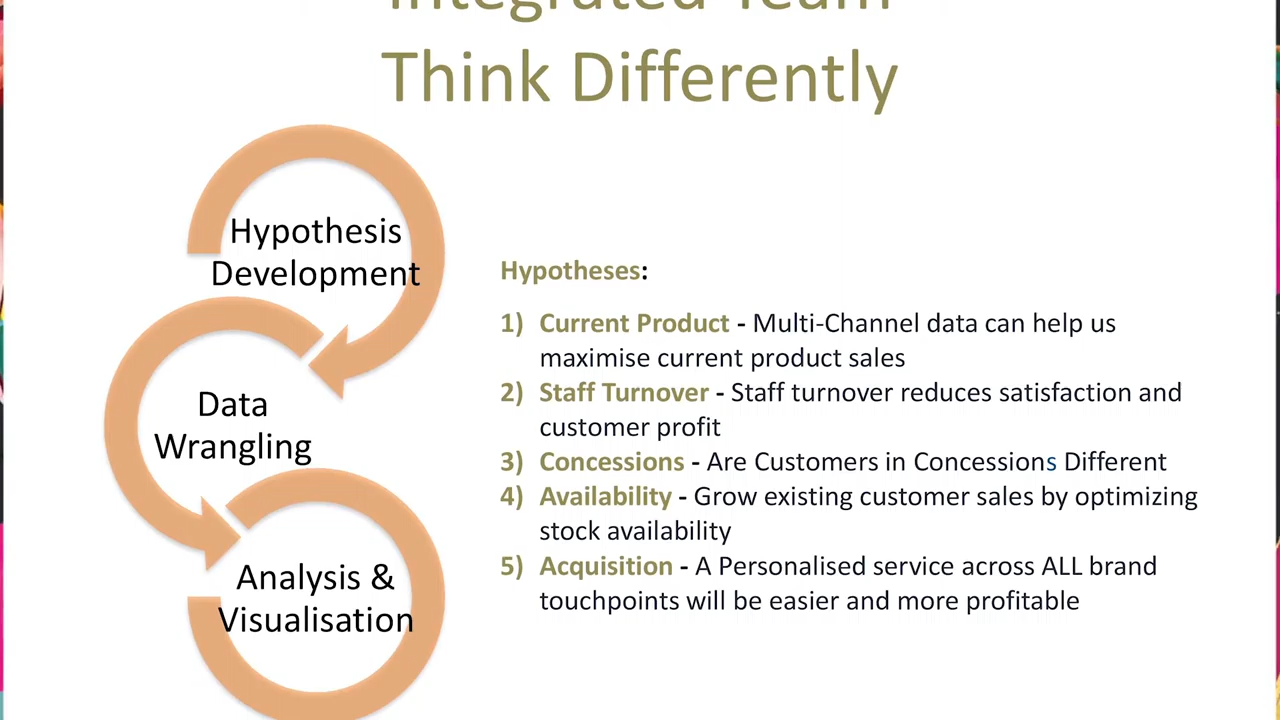 Integrated Team
Think Differently
Hypothesis
Development
Data
Wrangling
Analysis &
Visualisation
Hypotheses:
1) Current Product - Multi-Channel data can help us
maximise current product sales
2) Staff Turnover - Staff turnover reduces satisfaction and
customer profit
3) Concessions - Are Customers in Concessions Different
4) Availability - Grow existing customer sales by optimizing
stock availability
5) Acquisition - A Personalised service across ALL brand
touchpoints will be easier and more profitable